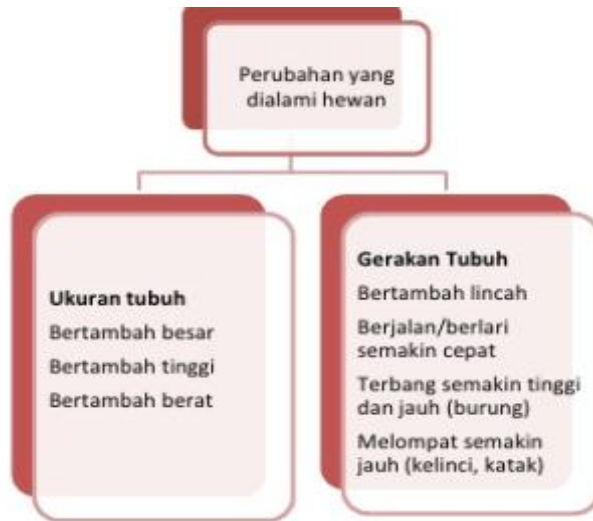 Perubahan yang
dialami hewan
Ukuran tubuh
Bertambah besar
Bertambah tinggi
Bertambah berat
Gerakan Tubuh
Bertambah lincah
Berjalan/berlari
semakin cepat
Terbang semakin tinggi
dan jauh (burung)
Melompat semakin
jauh (kelinci, katak)